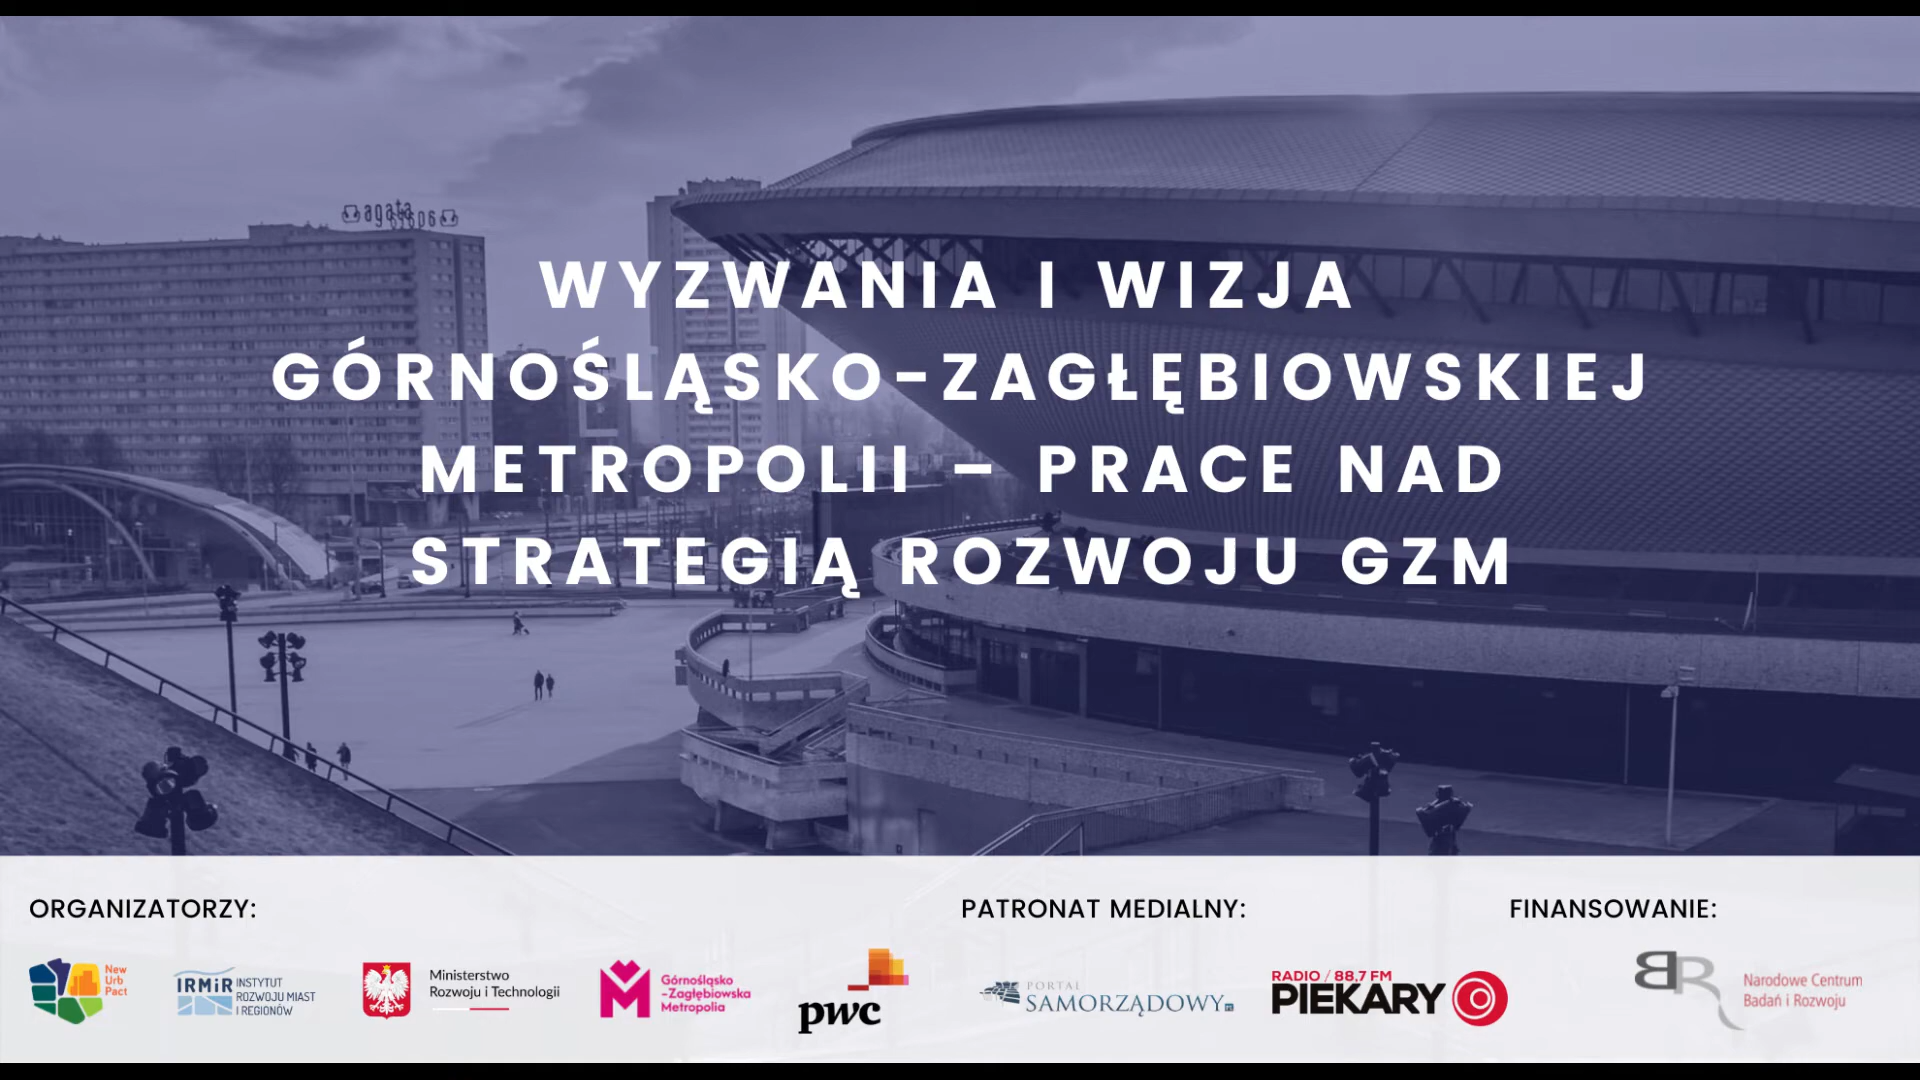 agata
WYZWANIA I WIZJA
GÓRNOŚLĄSKO-ZAGŁĘBIOWSKIEJ
METROPOLII – PRACE NAD
STRATEGIĄ ROZWOJU GZM
ORGANIZATORZY:
PATRONAT MEDIALNY:
FINANSOWANIE:
New
Urb
Pact
IRMiR
INSTYTUT
ROZWOJU MIAST
I REGIONÓW
Ministerstwo
Rozwoju i Technologii
Górnośląsko
-Zagłębiowska
Metropolia
pwc
PORTAL
SAMORZĄDOWY
RADIO / 88.7 FM
PIEKARY
BR
Narodowe Centrum
Badań i Rozwoju